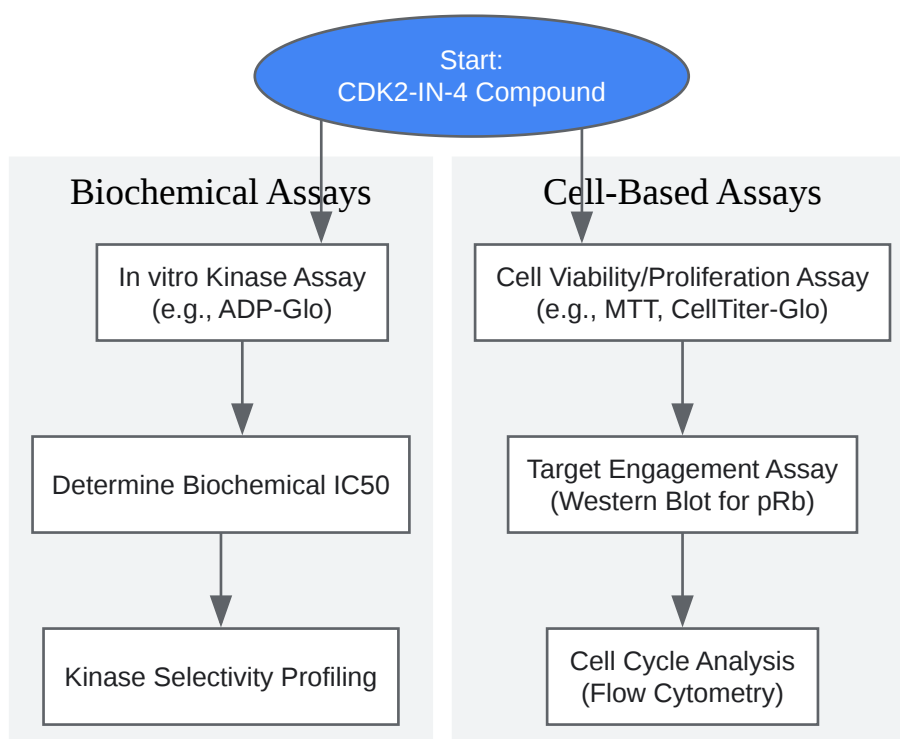 Start:
CDK2-IN-4 Compound
Biochemical Assays
In vitro Kinase Assay
(e.g., ADP-Glo)
Determine Biochemical IC50
Kinase Selectivity Profiling
Cell-Based Assays
Cell Viability/Proliferation Assay
(e.g., MTT, CellTiter-Glo)
Target Engagement Assay
(Western Blot for pRb)
Cell Cycle Analysis
(Flow Cytometry)